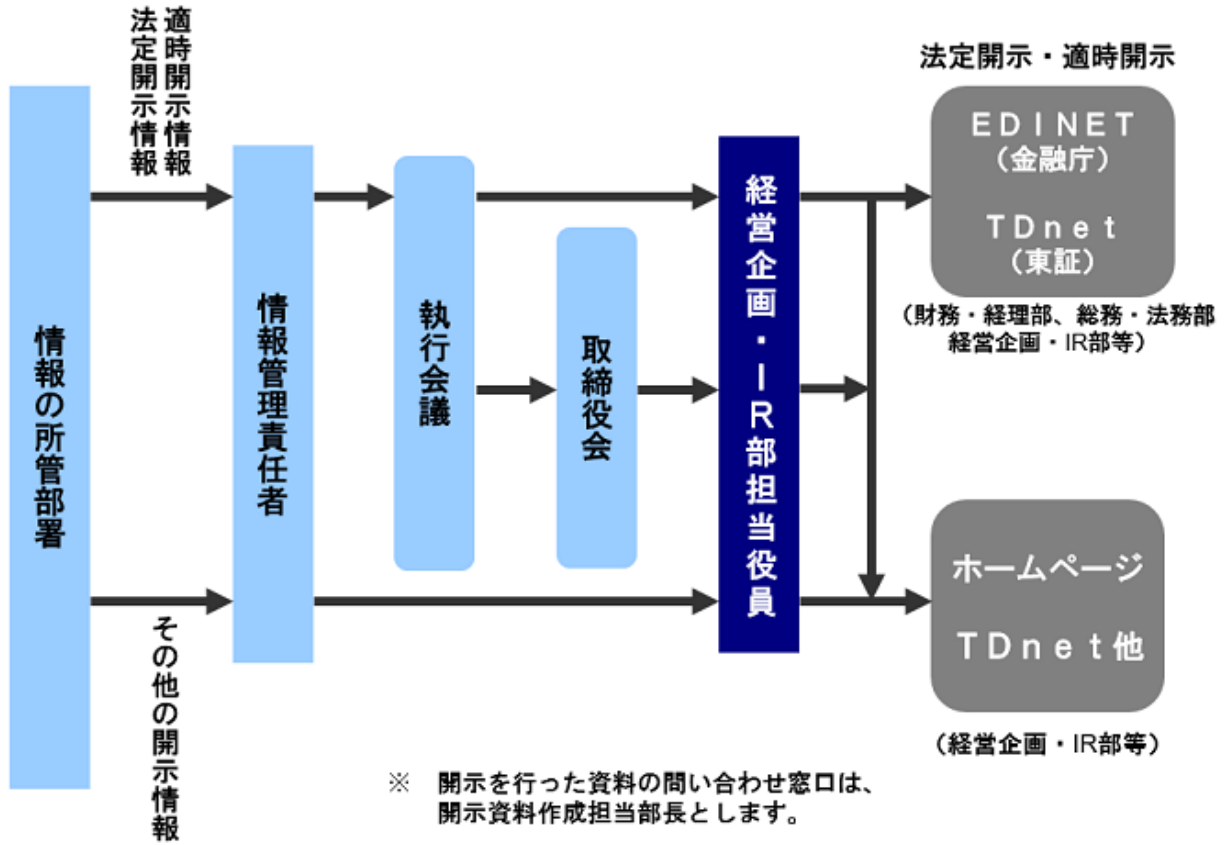 適時開示情報
法定開示情報
法定開示・適時開示
情報の所管部署
情報管理責任者
執行会議
取締役会
経営企画・IR部担当役員
EDINET
（金融庁）
TDnet
（東証）
（財務・経理部、総務・法務部
経営企画・IR部等）
その他の開示情報
ホームページ
TDnet他
（経営企画・IR部等）
※　開示を行った資料の問い合わせ窓口は、
開示資料作成担当部長とします。